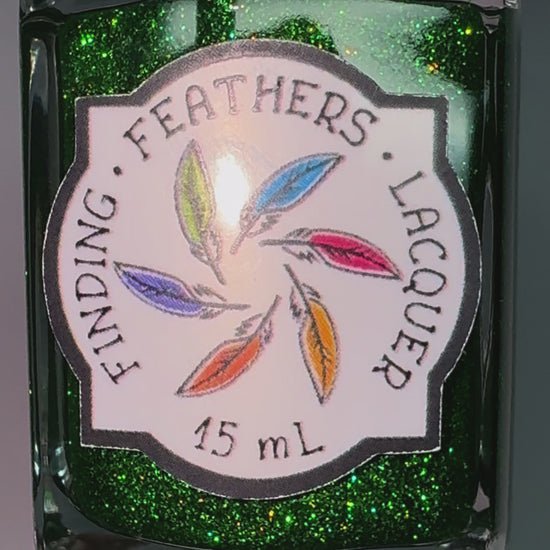 FINDING · FEATHERS · LACQUER
15 mL